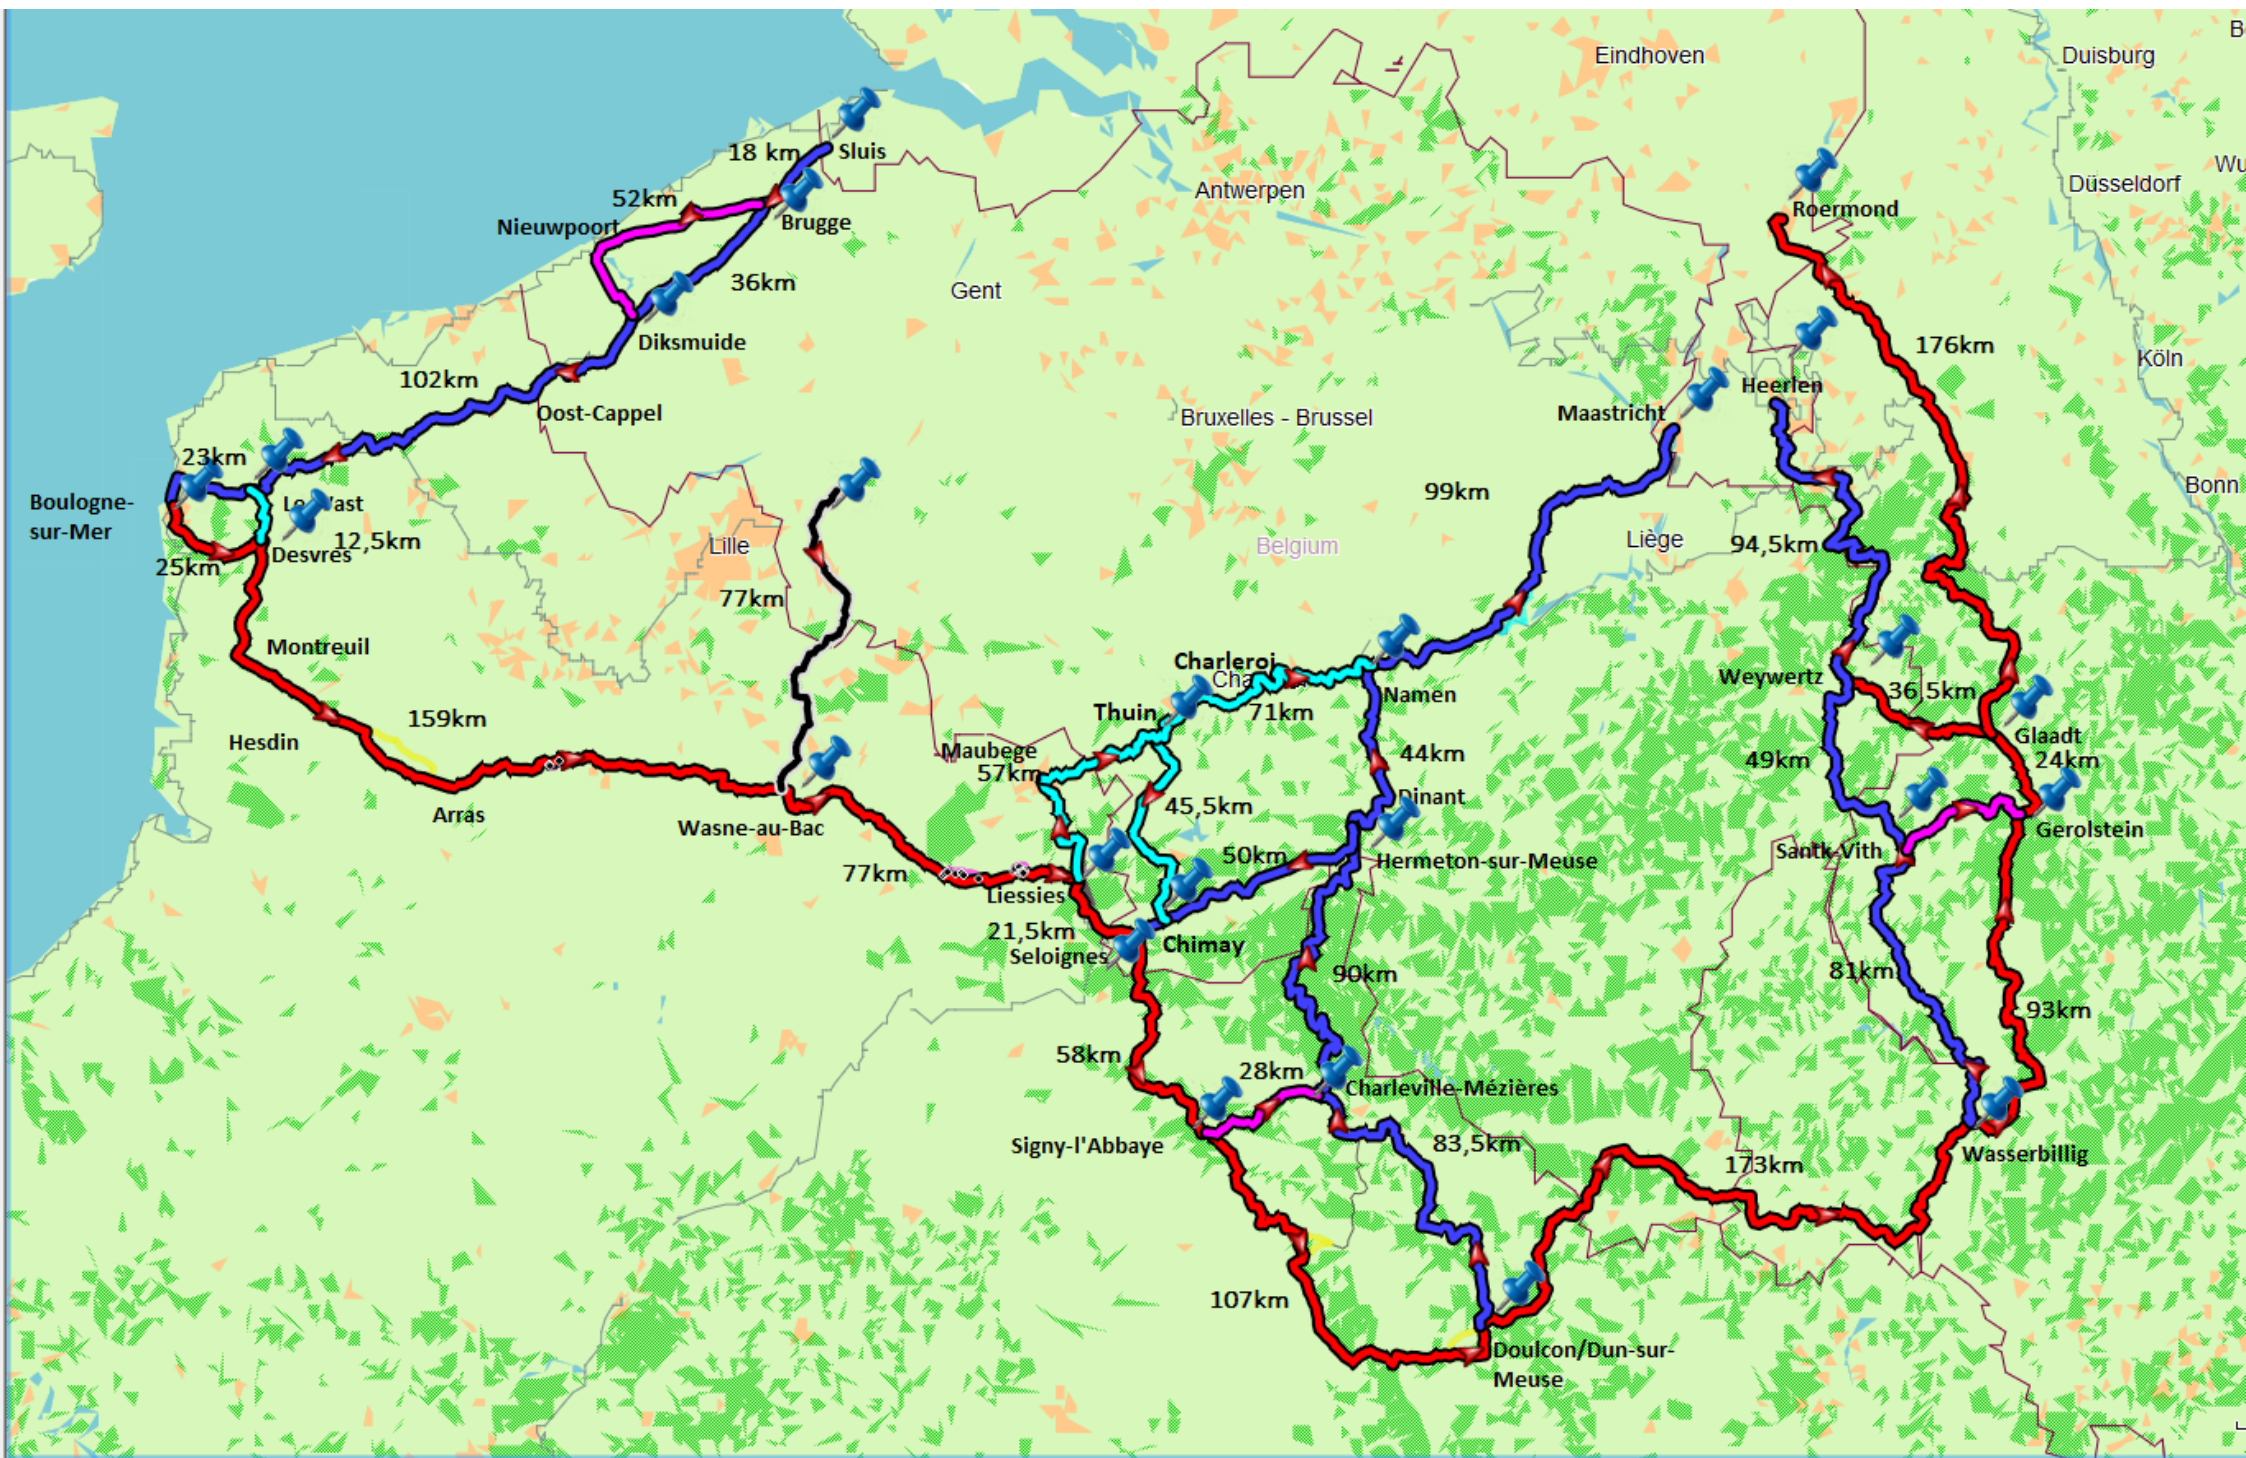 Eindhoven
Duisburg
Sluis
18 km
Düsseldorf
52km
Antwerpen
Roermond
Nieuwpoort
Brugge
36km
Gent
Diksmuide
176km
Köln
102km
Heerlen
Oost-Cappel
Maastricht
Bruxelles - Brussel
23km
Boulogne-
sur-Mer
99km
Bonn
12,5km
Desvres
25km
Lille
Belgium
Liège
94,5km
77km
Montreuil
Charleroi
Namen
Weywertz
36,5km
159km
Thuin
71km
Hesdin
Maubege
57km
44km
49km
Glaadt
24km
Dinant
Arras
Wasne-au-Bac
45,5km
Gerolstein
77km
50km
Hermeton-sur-Meuse
Sankt-Vith
Liessies
21,5km
Seloignes
Chimay
90km
81km
93km
58km
28km
Charleville-Mézières
Signy-l'Abbaye
83,5km
173km
Wasserbillig
107km
Doulcon/Dun-sur-
Meuse